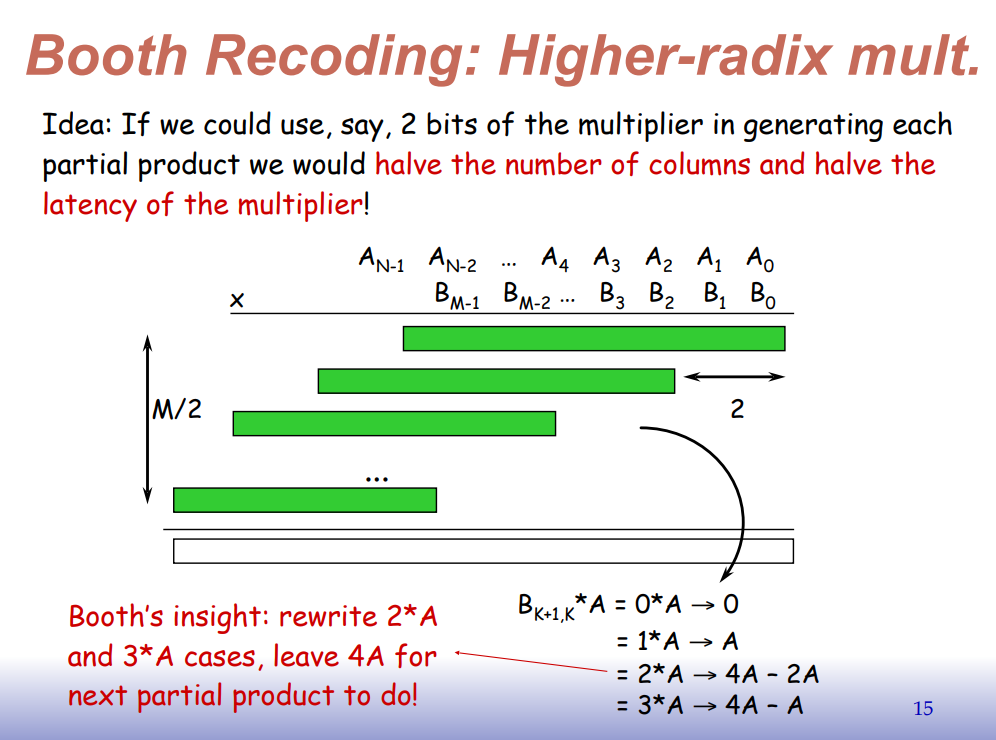 Booth Recoding: Higher-radix mult.
Idea: If we could use, say, 2 bits of the multiplier in generating each
partial product we would halve the number of columns and halve the
latency of the multiplier!
A_{N-1} A_{N-2} ... A_4 A_3 A_2 A_1 A_0
x B_{M-1} B_{M-2} ... B_3 B_2 B_1 B_0
M/2
2
...
B_{K+1,K}*A = 0*A → 0
= 1*A → A
= 2*A → 4A – 2A
= 3*A → 4A – A
Booth's insight: rewrite 2*A
and 3*A cases, leave 4A for
next partial product to do!
15